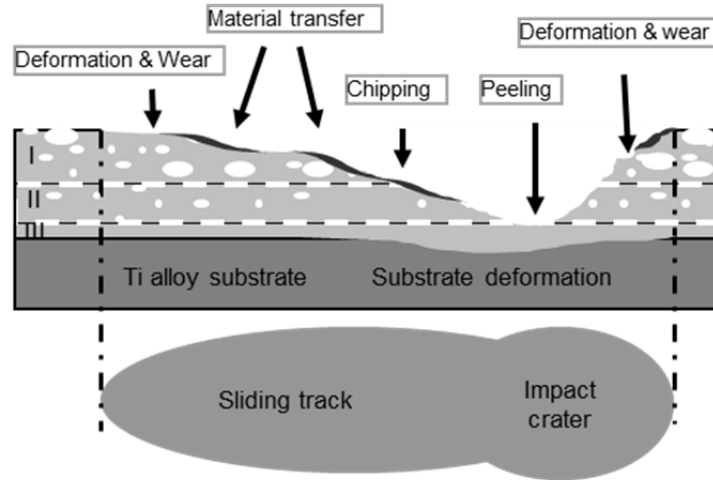 Material transfer
Deformation & wear
Deformation & Wear
Chipping
Peeling
I
II
III
Ti alloy substrate
Substrate deformation
Sliding track
Impact
crater